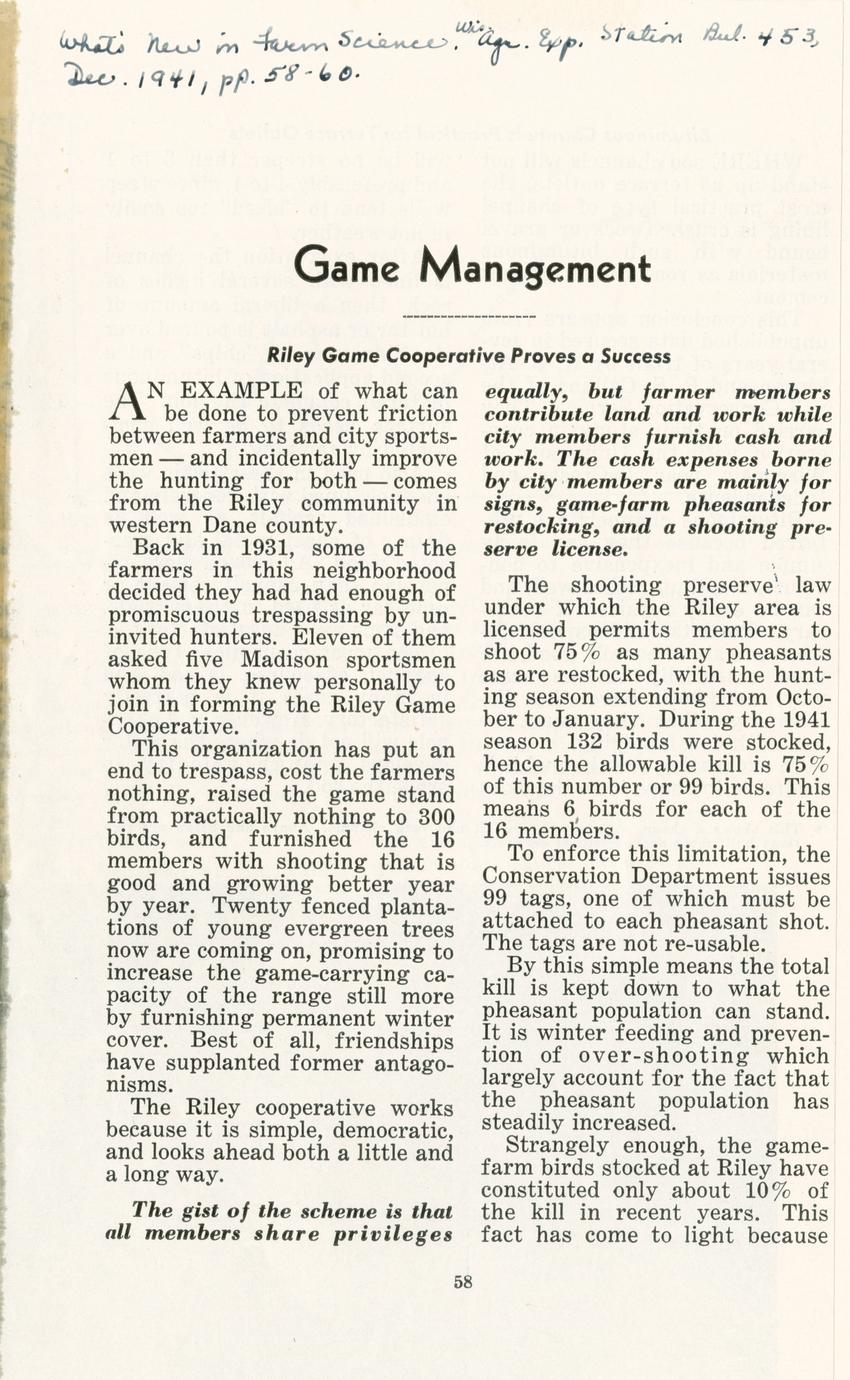 What's New in Farm Science. Wis. Agr. Exp. Station Bul. 453,
Dec. 1941, pp. 58-60.
Game Management
Riley Game Cooperative Proves a Success
AN EXAMPLE of what can
be done to prevent friction
between farmers and city sports-
men — and incidentally improve
the hunting for both — comes
from the Riley community in
western Dane county.
Back in 1931, some of the
farmers in this neighborhood
decided they had had enough of
promiscuous trespassing by un-
invited hunters. Eleven of them
asked five Madison sportsmen
whom they knew personally to
join in forming the Riley Game
Cooperative.
This organization has put an
end to trespass, cost the farmers
nothing, raised the game stand
from practically nothing to 300
birds, and furnished the 16
members with shooting that is
good and growing better year
by year. Twenty fenced planta-
tions of young evergreen trees
now are coming on, promising to
increase the game-carrying ca-
pacity of the range still more
by furnishing permanent winter
cover. Best of all, friendships
have supplanted former antago-
nisms.
The Riley cooperative works
because it is simple, democratic,
and looks ahead both a little and
a long way.
The gist of the scheme is that
all members share privileges
equally, but farmer members
contribute land and work while
city members furnish cash and
work. The cash expenses borne
by city members are mainly for
signs, game-farm pheasants for
restocking, and a shooting pre-
serve license.
The shooting preserve law
under which the Riley area is
licensed permits members to
shoot 75% as many pheasants
as are restocked, with the hunt-
ing season extending from Octo-
ber to January. During the 1941
season 132 birds were stocked,
hence the allowable kill is 75%
of this number or 99 birds. This
means 6 birds for each of the
16 members.
To enforce this limitation, the
Conservation Department issues
99 tags, one of which must be
attached to each pheasant shot.
The tags are not re-usable.
By this simple means the total
kill is kept down to what the
pheasant population can stand.
It is winter feeding and preven-
tion of over-shooting which
largely account for the fact that
the pheasant population has
steadily increased.
Strangely enough, the game-
farm birds stocked at Riley have
constituted only about 10% of
the kill in recent years. This
fact has come to light because
58